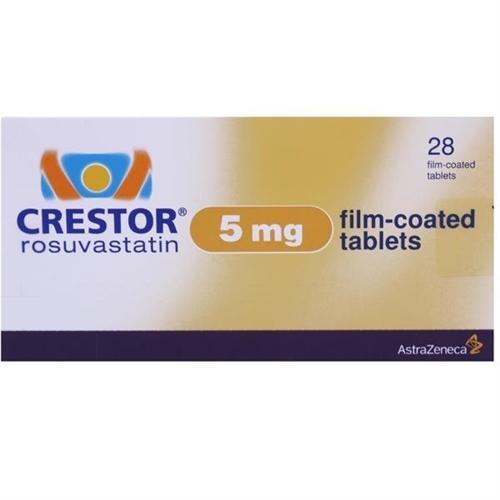 28
film-coated
tablets
CRESTOR®
rosuvastatin
5 mg
film-coated
tablets
AstraZeneca